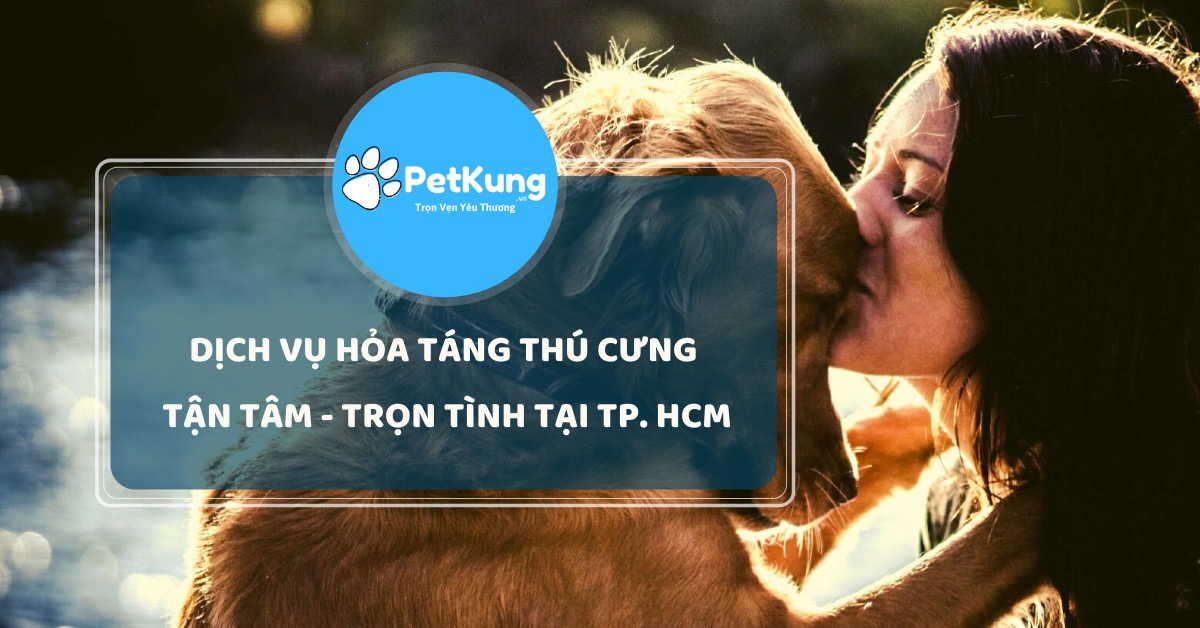 PetKung
.vn
Trọn Vẹn Yêu Thương
DỊCH VỤ HỎA TÁNG THÚ CƯNG
TẬN TÂM - TRỌN TÌNH TẠI TP. HCM